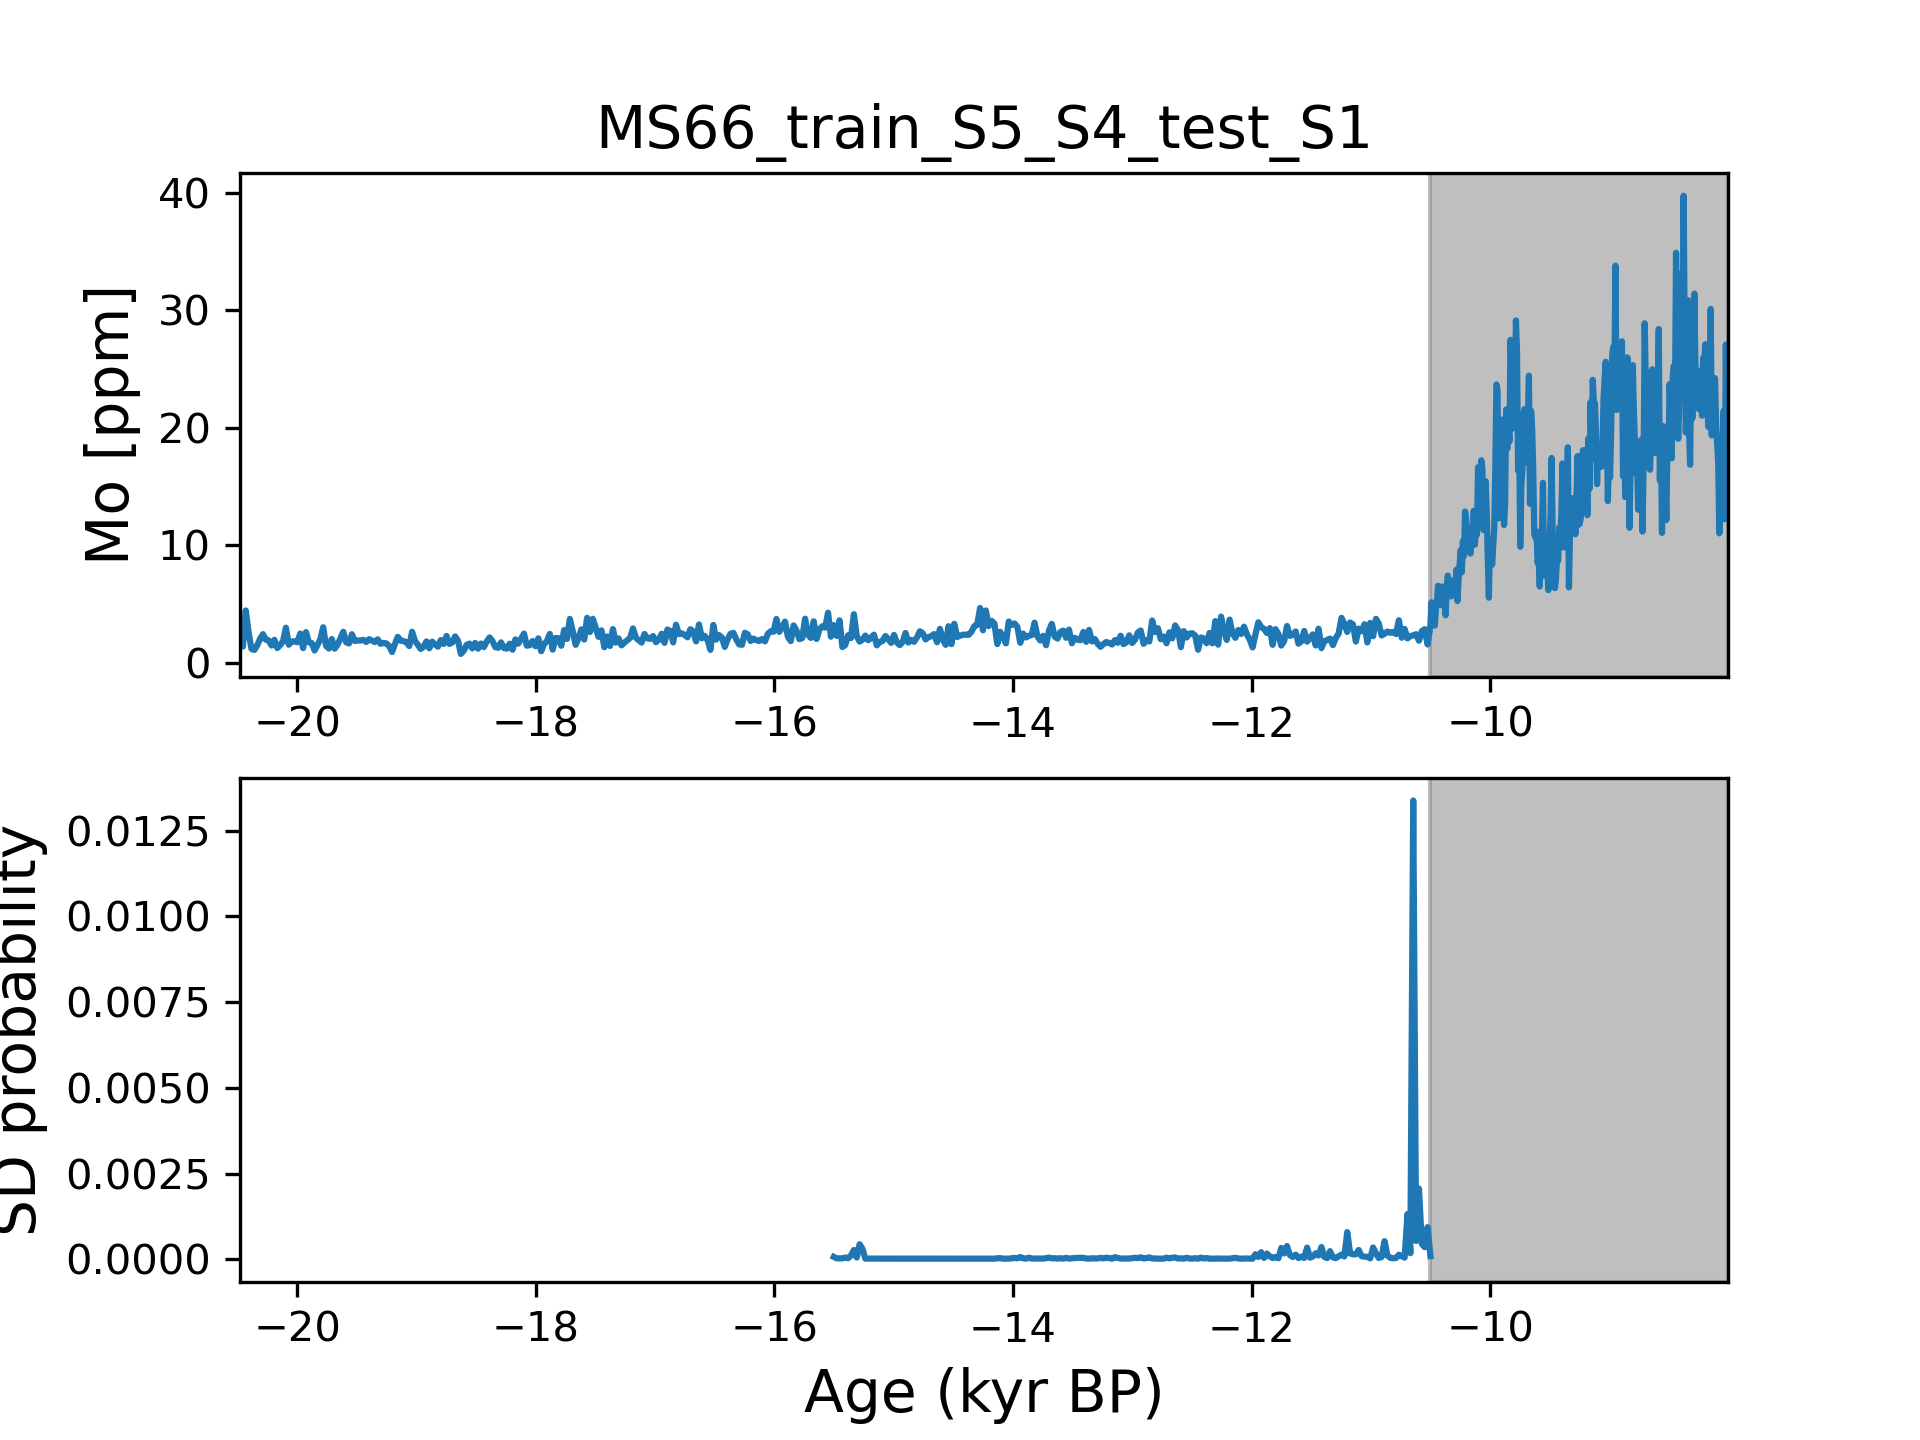 MS66_train_S5_S4_test_S1
Mo [ppm]
40
30
20
10
0
−20 −18 −16 −14 −12 −10
SD probability
0.0125
0.0100
0.0075
0.0050
0.0025
0.0000
−20 −18 −16 −14 −12 −10
Age (kyr BP)